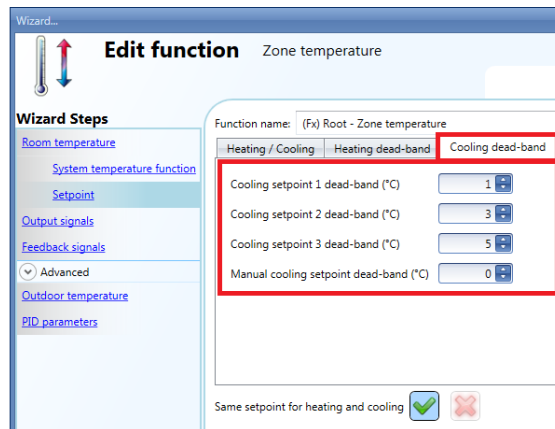 Wizard...
Edit function Zone temperature
Wizard Steps
Room temperature
System temperature function
Setpoint
Output signals
Feedback signals
Advanced
Outdoor temperature
PID parameters
Function name: (Fx) Root - Zone temperature
Heating / Cooling Heating dead-band Cooling dead-band
Cooling setpoint 1 dead-band (°C) 1
Cooling setpoint 2 dead-band (°C) 3
Cooling setpoint 3 dead-band (°C) 5
Manual cooling setpoint dead-band (°C) 0
Same setpoint for heating and cooling